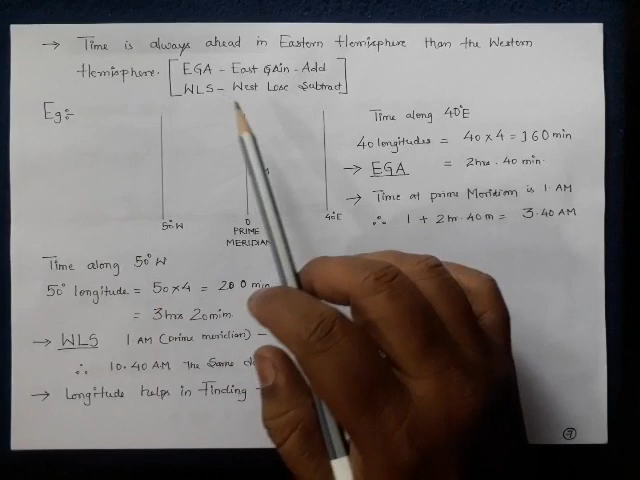 → Time is always ahead in Eastern Hemisphere than the Western
Hemisphere. [EGA - East Gain - Add
WLS - West Lose Subtract]
Eg:-
50°W
0
PRIME
MERIDIAN
40°E
Time along 40°E
40 longitudes = 40 x 4 = 160 min
→ EGA = 2hrs. 40 min.
→ Time at prime Meridian is 1 AM
∴ 1 + 2hr. 40m = 3.40 AM
Time along 50°W
50° longitude = 50x4 = 200 min
= 3hrs 20min.
→ WLS 1 AM (prime meridian) -
∴ 10.40 AM The same
→ Longitude helps in Finding
7